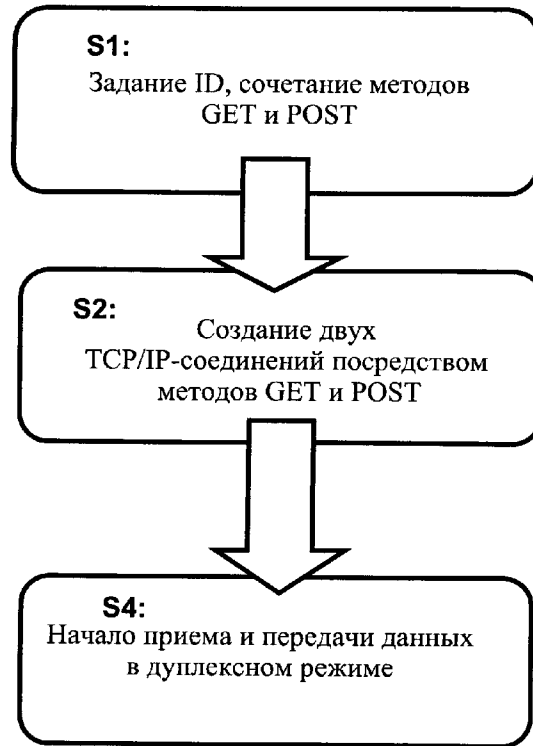 S1:
Задание ID, сочетание методов
GET и POST
S2:
Создание двух
TCP/IP-соединений посредством
методов GET и POST
S4:
Начало приема и передачи данных
в дуплексном режиме